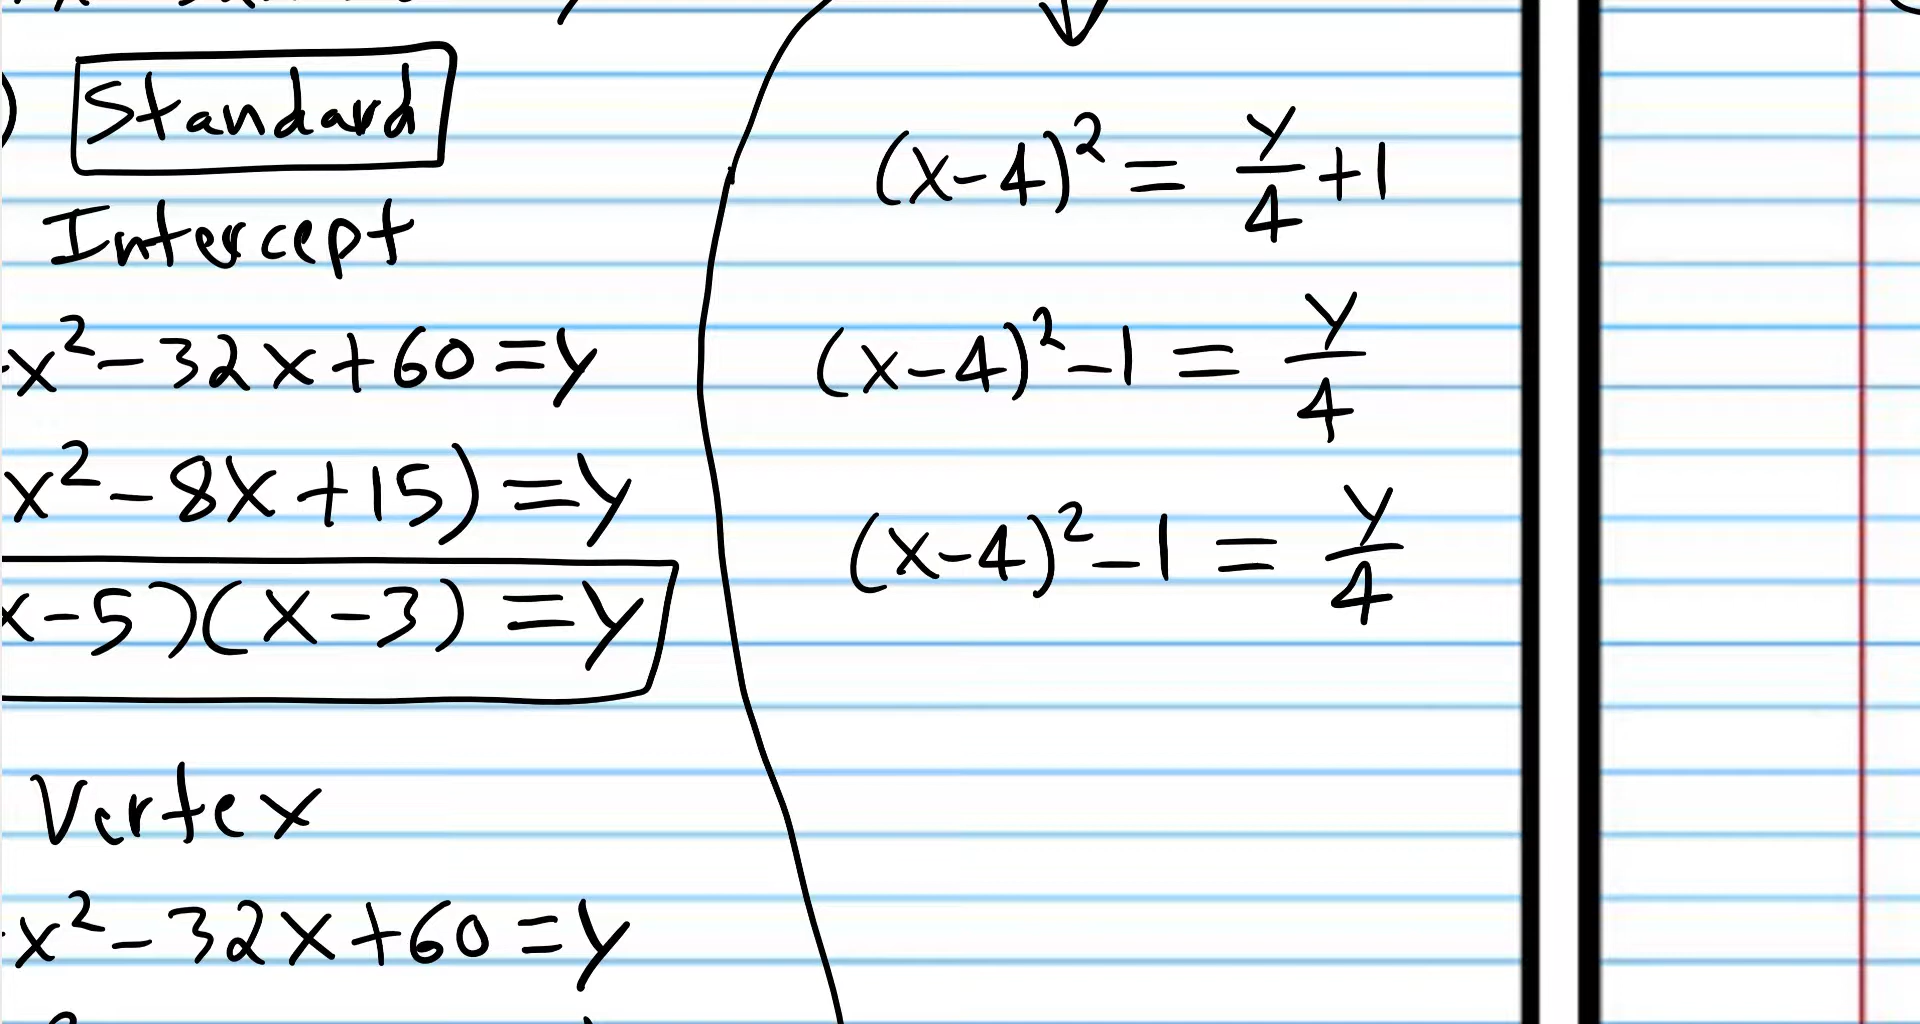 ) Standard
Intercept
x² - 32x + 60 = y
x² - 8x + 15) = y
x - 5)(x - 3) = y
Vertex
x² - 32x + 60 = y
(x - 4)² = y/4 + 1
(x - 4)² - 1 = y/4
(x - 4)² - 1 = y/4